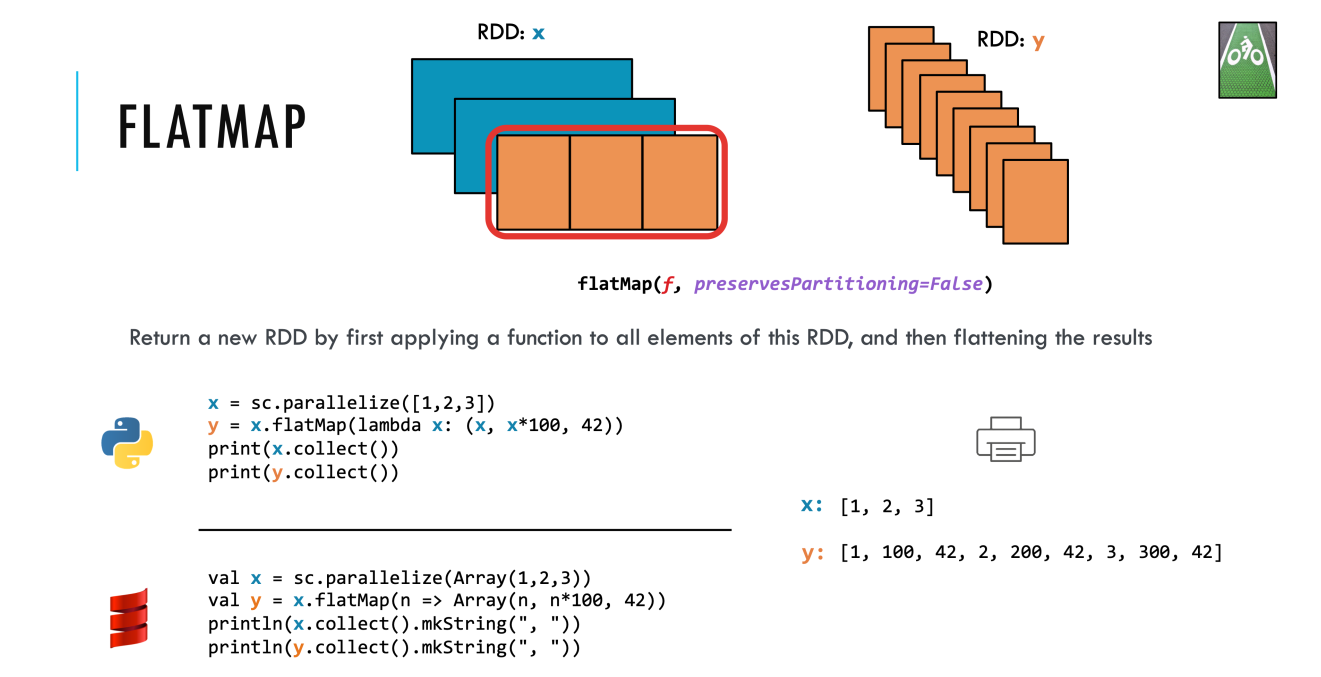 RDD: x
RDD: y
FLATMAP
flatMap(f, preservesPartitioning=False)
Return a new RDD by first applying a function to all elements of this RDD, and then flattening the results
x = sc.parallelize([1,2,3])
y = x.flatMap(lambda x: (x, x*100, 42))
print(x.collect())
print(y.collect())
x: [1, 2, 3]
y: [1, 100, 42, 2, 200, 42, 3, 300, 42]
val x = sc.parallelize(Array(1,2,3))
val y = x.flatMap(n => Array(n, n*100, 42))
println(x.collect().mkString(", "))
println(y.collect().mkString(", "))